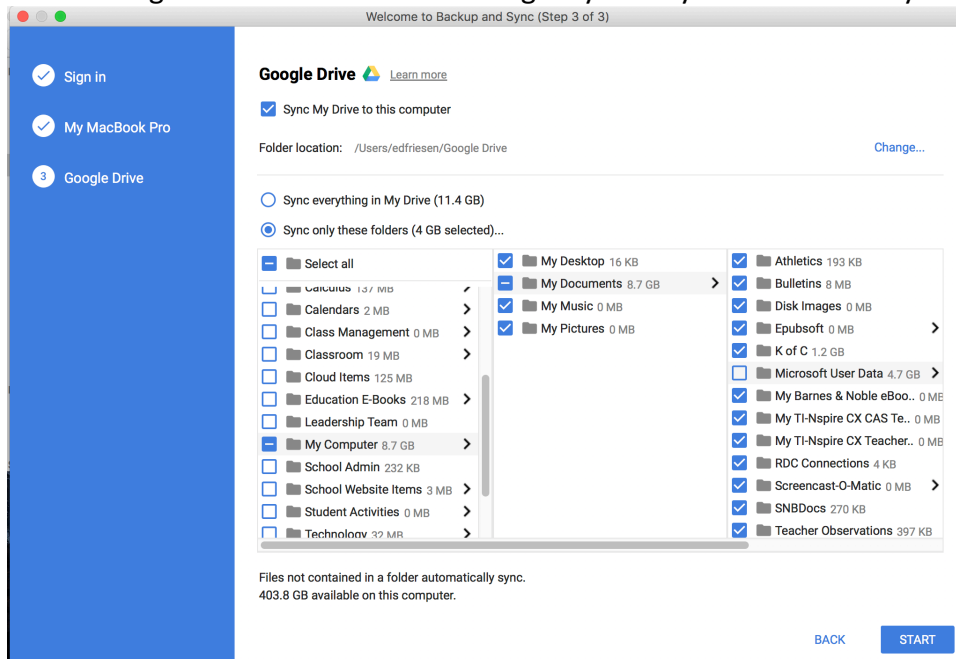 Welcome to Backup and Sync (Step 3 of 3)
Sign in
My MacBook Pro
3 Google Drive
Google Drive Learn more
Sync My Drive to this computer
Folder location: /Users/edfriesen/Google Drive Change...
Sync everything in My Drive (11.4 GB)
Sync only these folders (4 GB selected)...
Select all
Calculus 137 MB
Calendars 2 MB
Class Management 0 MB
Classroom 19 MB
Cloud Items 125 MB
Education E-Books 218 MB
Leadership Team 0 MB
My Computer 8.7 GB
School Admin 232 KB
School Website Items 3 MB
Student Activities 0 MB
Technology 32 MB
My Desktop 16 KB
My Documents 8.7 GB
My Music 0 MB
My Pictures 0 MB
Athletics 193 KB
Bulletins 8 MB
Disk Images 0 MB
Epubsoft 0 MB
K of C 1.2 GB
Microsoft User Data 4.7 GB
My Barnes & Noble eBoo.. 0 MB
My TI-Nspire CX CAS Te.. 0 MB
My TI-Nspire CX Teacher.. 0 MB
RDC Connections 4 KB
Screencast-O-Matic 0 MB
SNBDocs 270 KB
Teacher Observations 397 KB
Files not contained in a folder automatically sync.
403.8 GB available on this computer.
BACK START